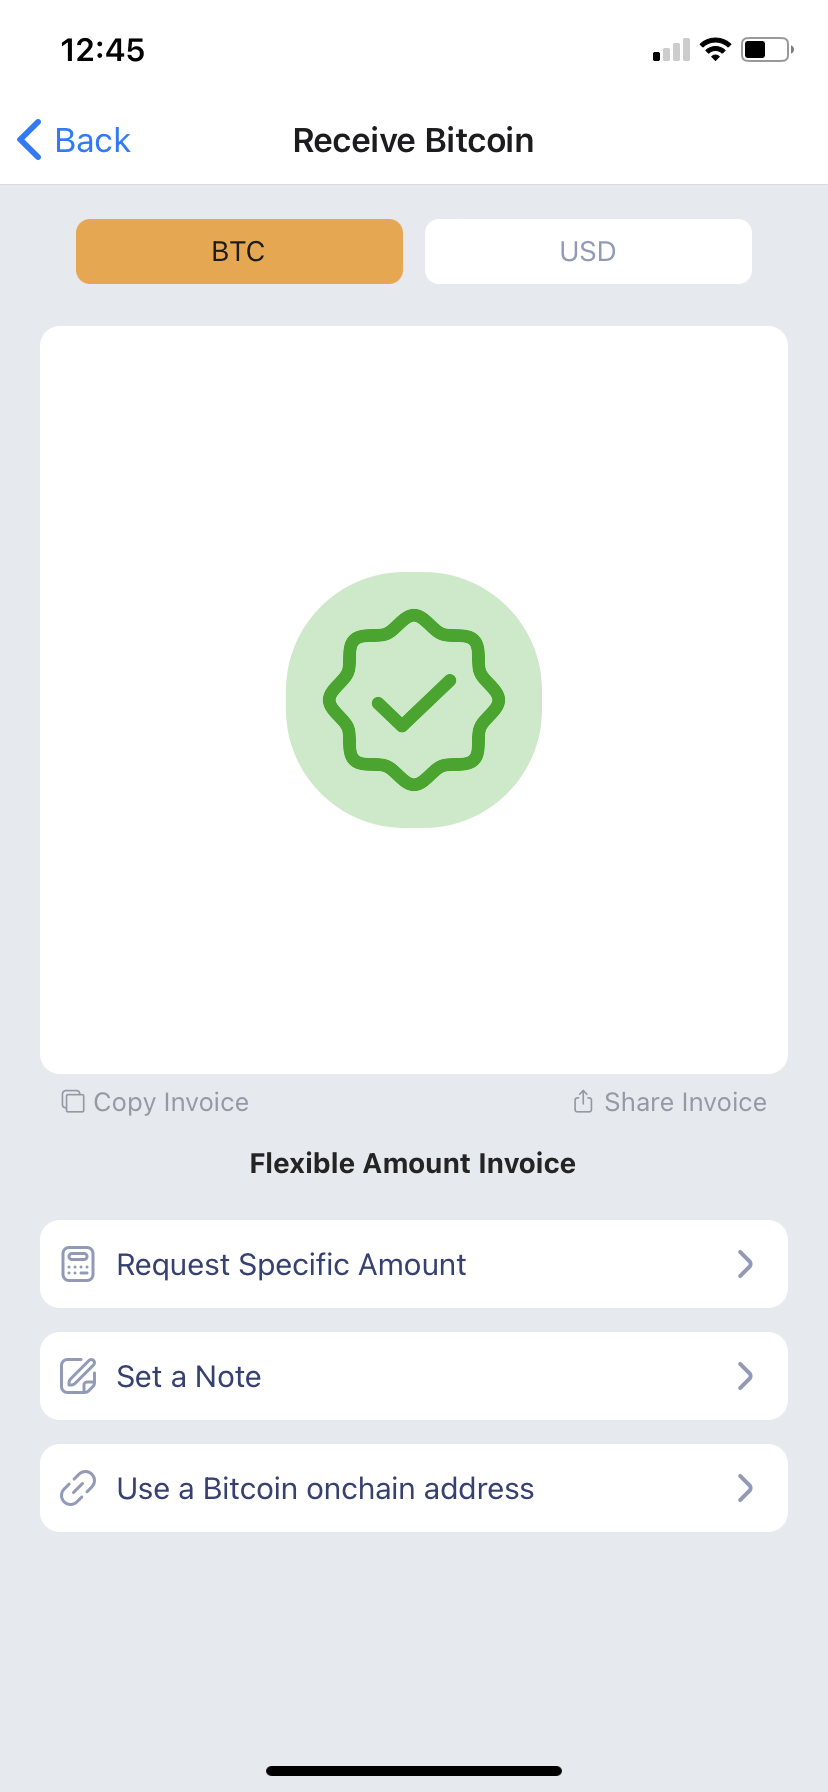 12:45
Back
Receive Bitcoin
BTC
USD
Copy Invoice
Share Invoice
Flexible Amount Invoice
Request Specific Amount
Set a Note
Use a Bitcoin onchain address